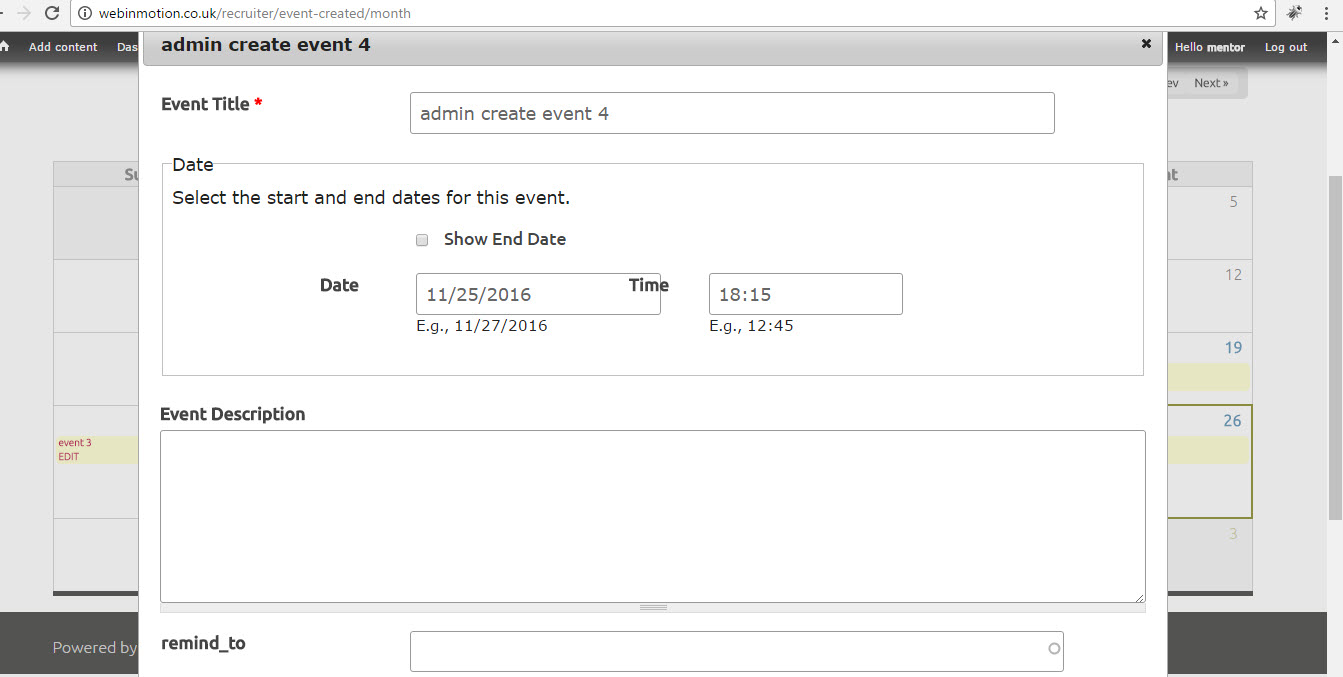 webinmotion.co.uk/recruiter/event-created/month
Add content Das
Hello mentor Log out
admin create event 4
ev Next »
Event Title *
admin create event 4
Date
Su
at
Select the start and end dates for this event.
5
Show End Date
12
Date
11/25/2016
Time
18:15
E.g., 11/27/2016
E.g., 12:45
19
Event Description
26
event 3
EDIT
3
remind_to
Powered by